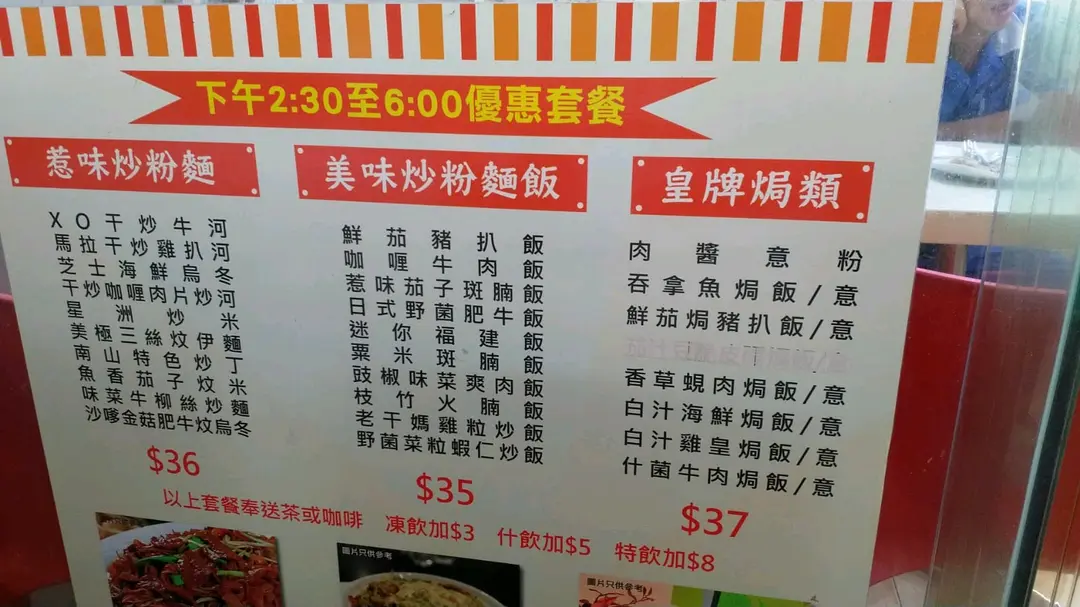 下午2:30至6:00優惠套餐
惹味炒粉麵
XO干炒牛河
馬拉干炒雞扒河
芝士海鮮烏冬
干炒咖喱肉片炒河
星洲炒米
美極三絲炆伊麵
南山特色炒丁
魚香茄子炆米
味菜牛柳絲炒麵
沙嗲金菇肥牛炆烏冬
$36
美味炒粉麵飯
鮮茄豬扒飯
咖喱牛肉飯
惹味茄子斑腩飯
日式野菌肥牛飯
迷你福建飯
粟米斑腩飯
豉椒味菜爽肉飯
枝竹火腩飯
老干媽雞粒炒飯
野菌菜粒蝦仁炒飯
$35
皇牌焗類
肉醬意粉
吞拿魚焗飯/意
鮮茄焗豬扒飯/意
香草蜆肉焗飯/意
白汁海鮮焗飯/意
白汁雞皇焗飯/意
什菌牛肉焗飯/意
$37
以上套餐奉送茶或咖啡 凍飲加$3 什飲加$5 特飲加$8
圖片只供參考
圖片只供參考
圖片只供參考